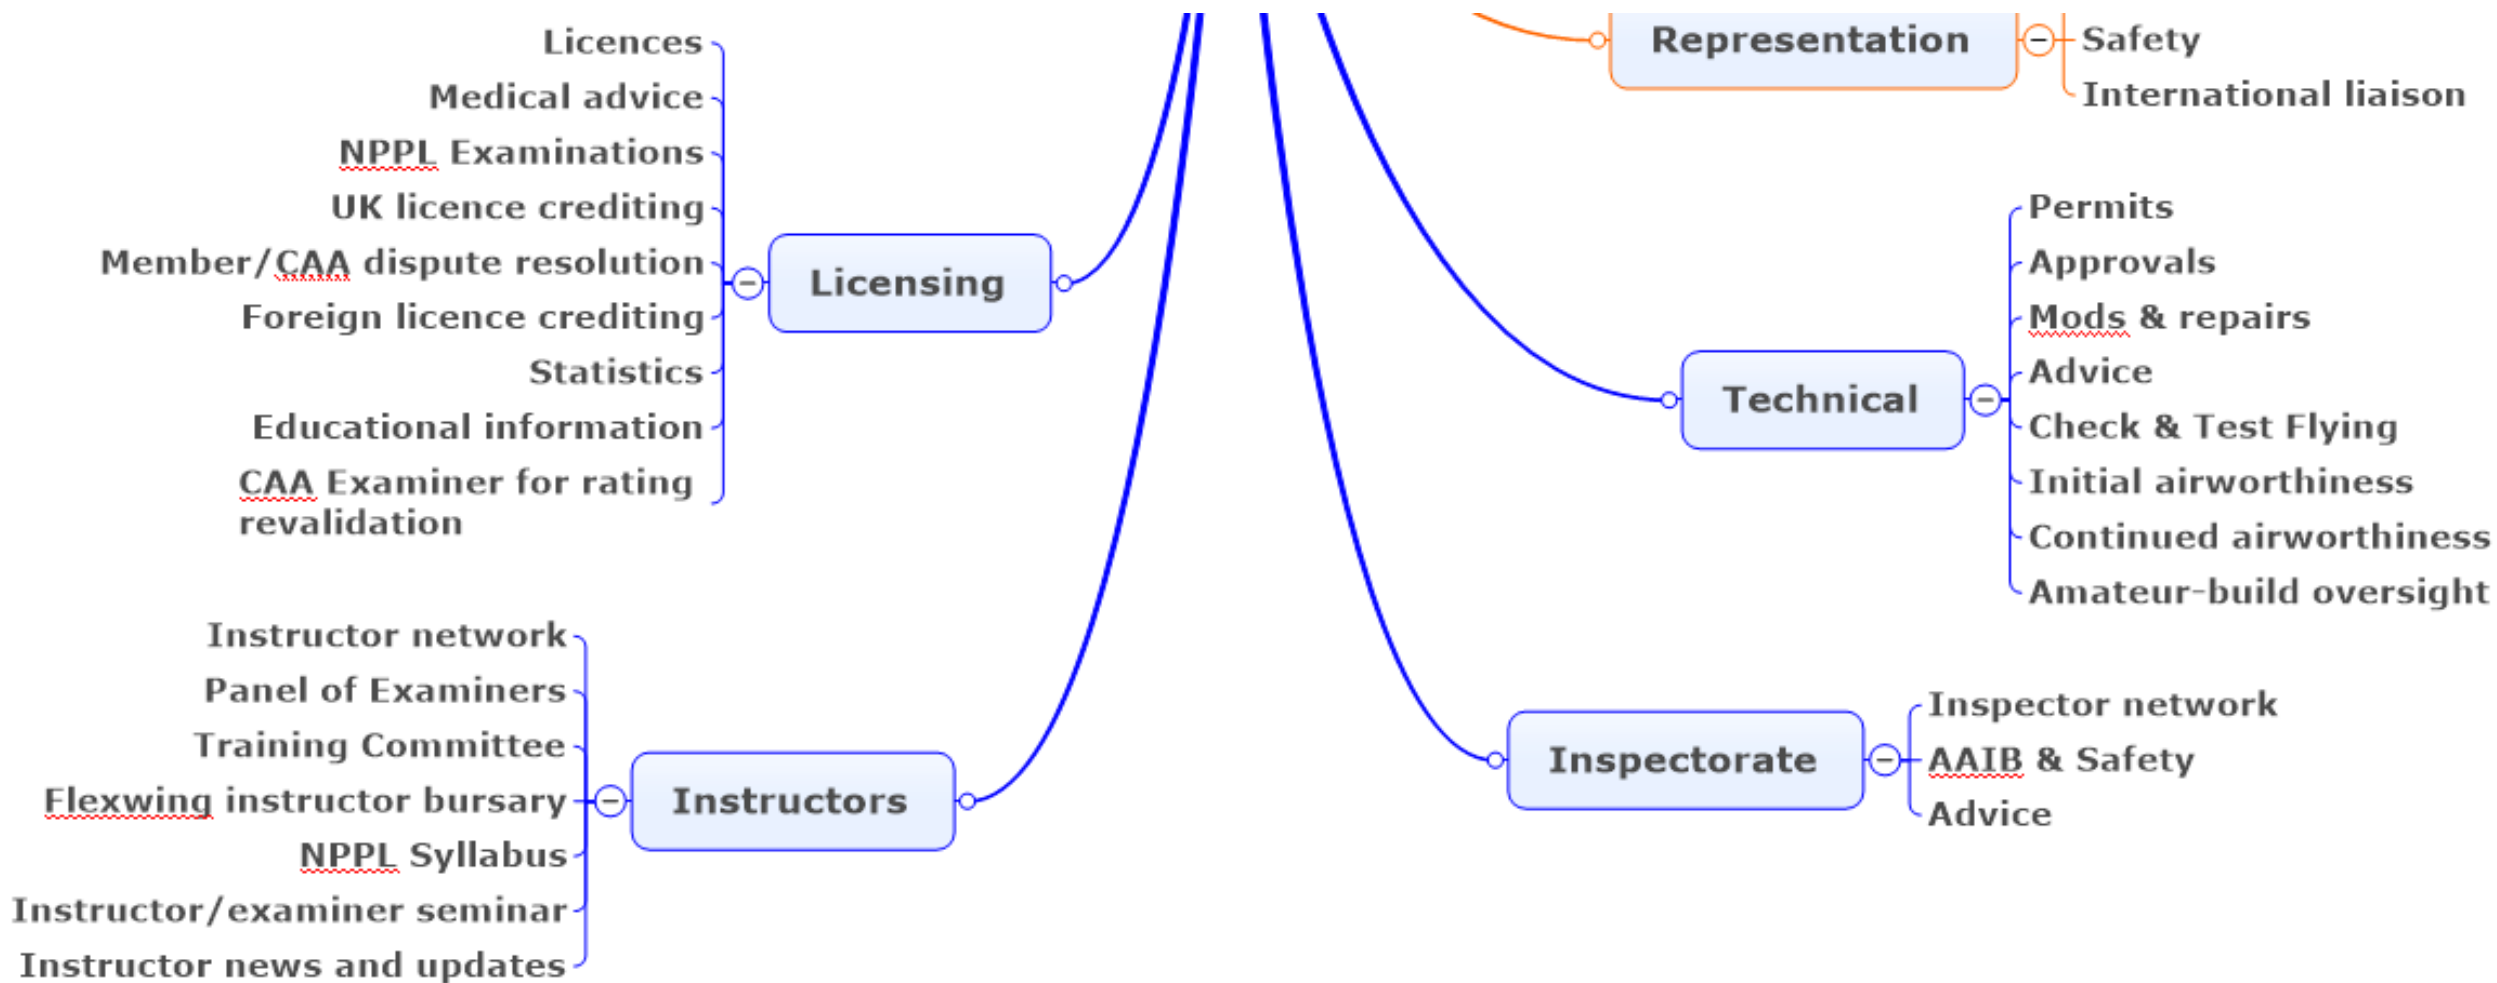 Licences
Medical advice
NPPL Examinations
UK licence crediting
Member/CAA dispute resolution
Foreign licence crediting
Statistics
Educational information
CAA Examiner for rating
revalidation
Licensing
Instructor network
Panel of Examiners
Training Committee
Flexwing instructor bursary
NPPL Syllabus
Instructor/examiner seminar
Instructor news and updates
Instructors
Representation
Safety
International liaison
Technical
Permits
Approvals
Mods & repairs
Advice
Check & Test Flying
Initial airworthiness
Continued airworthiness
Amateur-build oversight
Inspectorate
Inspector network
AAIB & Safety
Advice